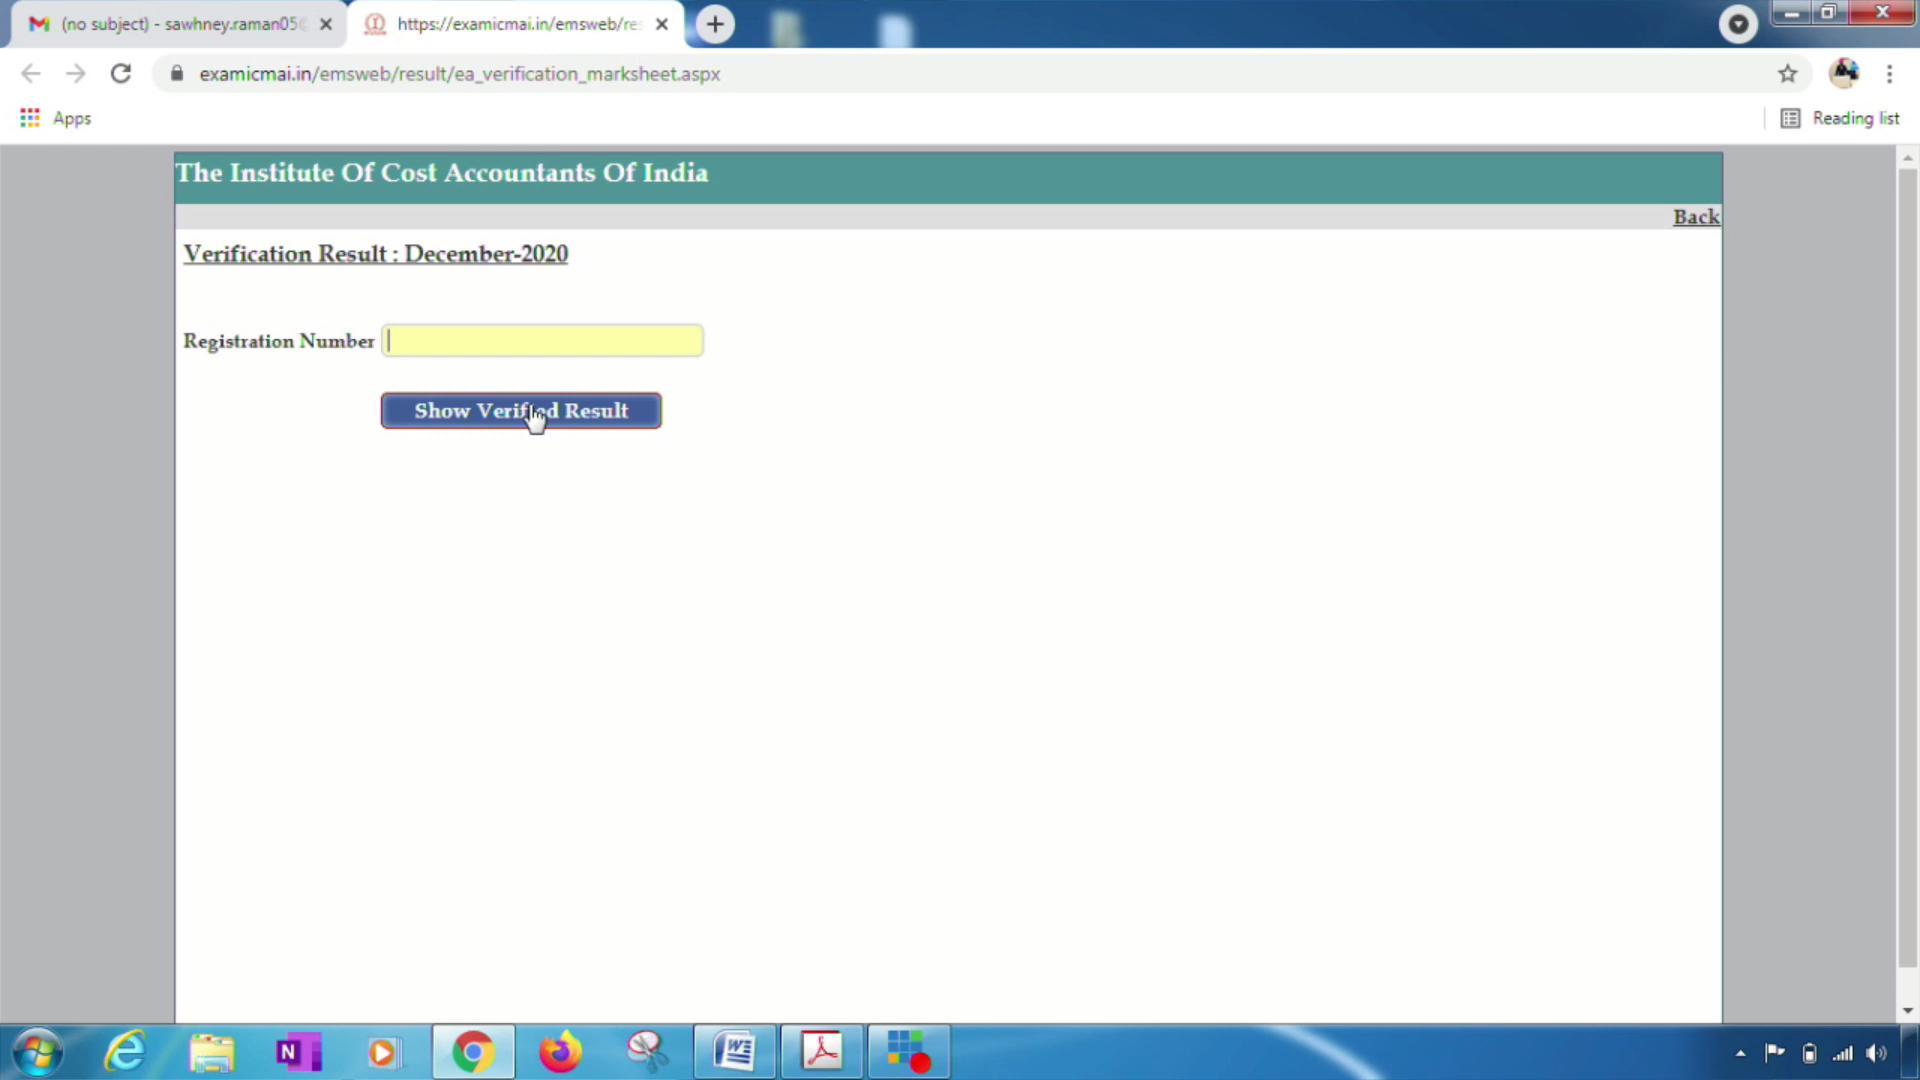 (no subject) - sawhney.raman05@
https://examicmai.in/emsweb/res
examicmai.in/emsweb/result/ea_verification_marksheet.aspx
Apps
Reading list
The Institute Of Cost Accountants Of India
Back
Verification Result : December-2020
Registration Number
Show Verified Result